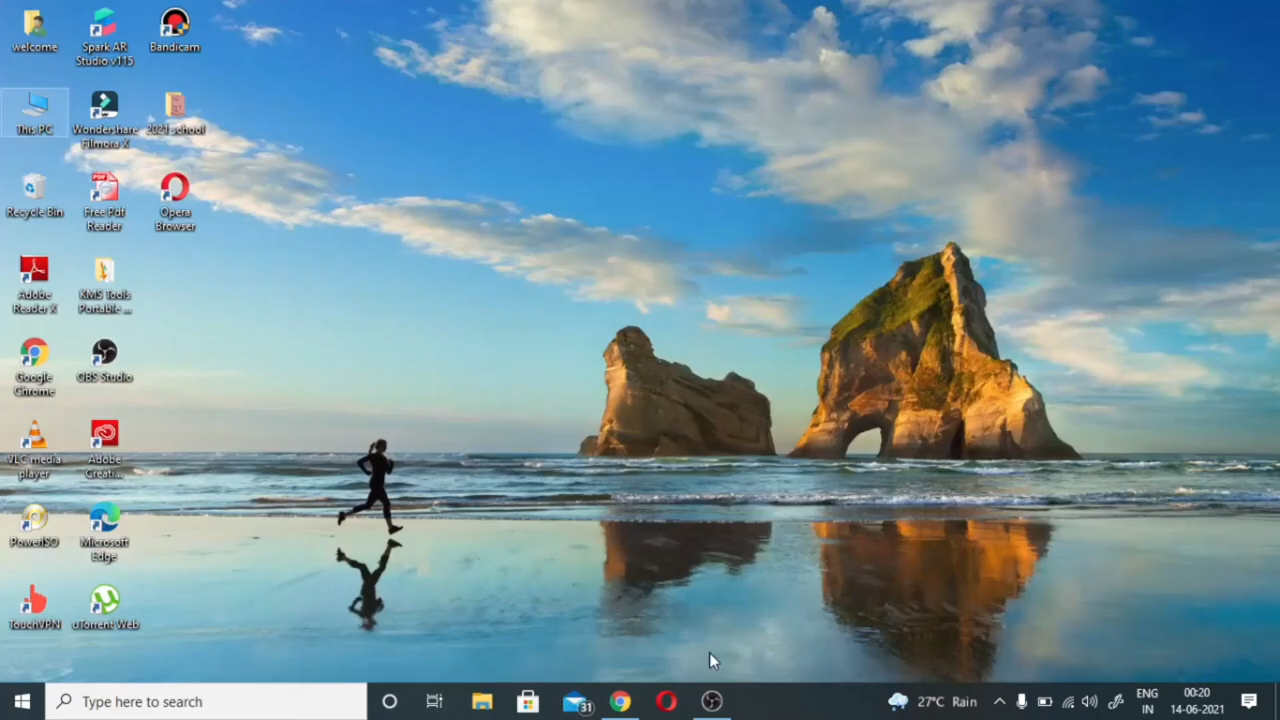 welcome
Spark AR
Studio v115
Bandicam
This PC
Wondershare
Filmora X
2021 school
Recycle Bin
Free Pdf
Reader
Opera
Browser
Adobe
Reader X
KMS Tools
Portable ...
Google
Chrome
OBS Studio
VLC media
player
Adobe
Creati...
PowerISO
Microsoft
Edge
TouchVPN
uTorrent Web
Type here to search
31
27°C Rain
ENG
IN
00:20
14-06-2021